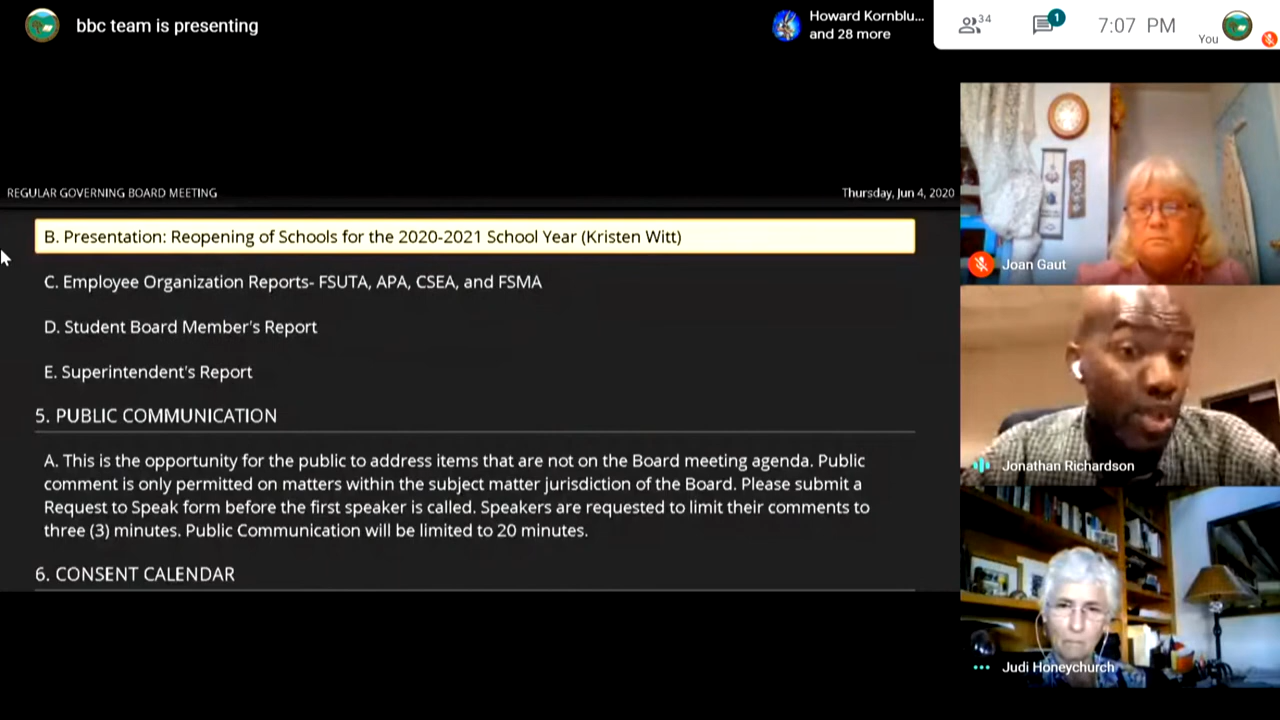 bbc team is presenting
Howard Kornblu...
and 28 more
34
1
7:07 PM
You
REGULAR GOVERNING BOARD MEETING
Thursday, Jun 4, 2020
B. Presentation: Reopening of Schools for the 2020-2021 School Year (Kristen Witt)
C. Employee Organization Reports- FSUTA, APA, CSEA, and FSMA
D. Student Board Member's Report
E. Superintendent's Report
5. PUBLIC COMMUNICATION
A. This is the opportunity for the public to address items that are not on the Board meeting agenda. Public
comment is only permitted on matters within the subject matter jurisdiction of the Board. Please submit a
Request to Speak form before the first speaker is called. Speakers are requested to limit their comments to
three (3) minutes. Public Communication will be limited to 20 minutes.
6. CONSENT CALENDAR
Joan Gaut
Jonathan Richardson
Judi Honeychurch